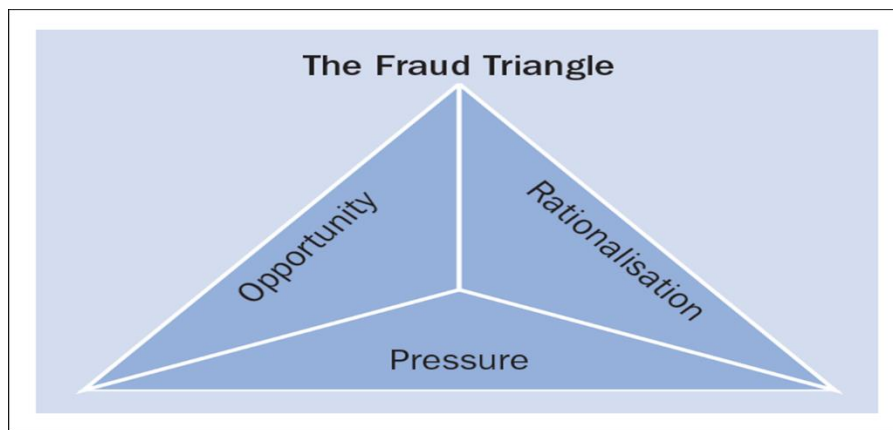 The Fraud Triangle
Opportunity
Rationalisation
Pressure